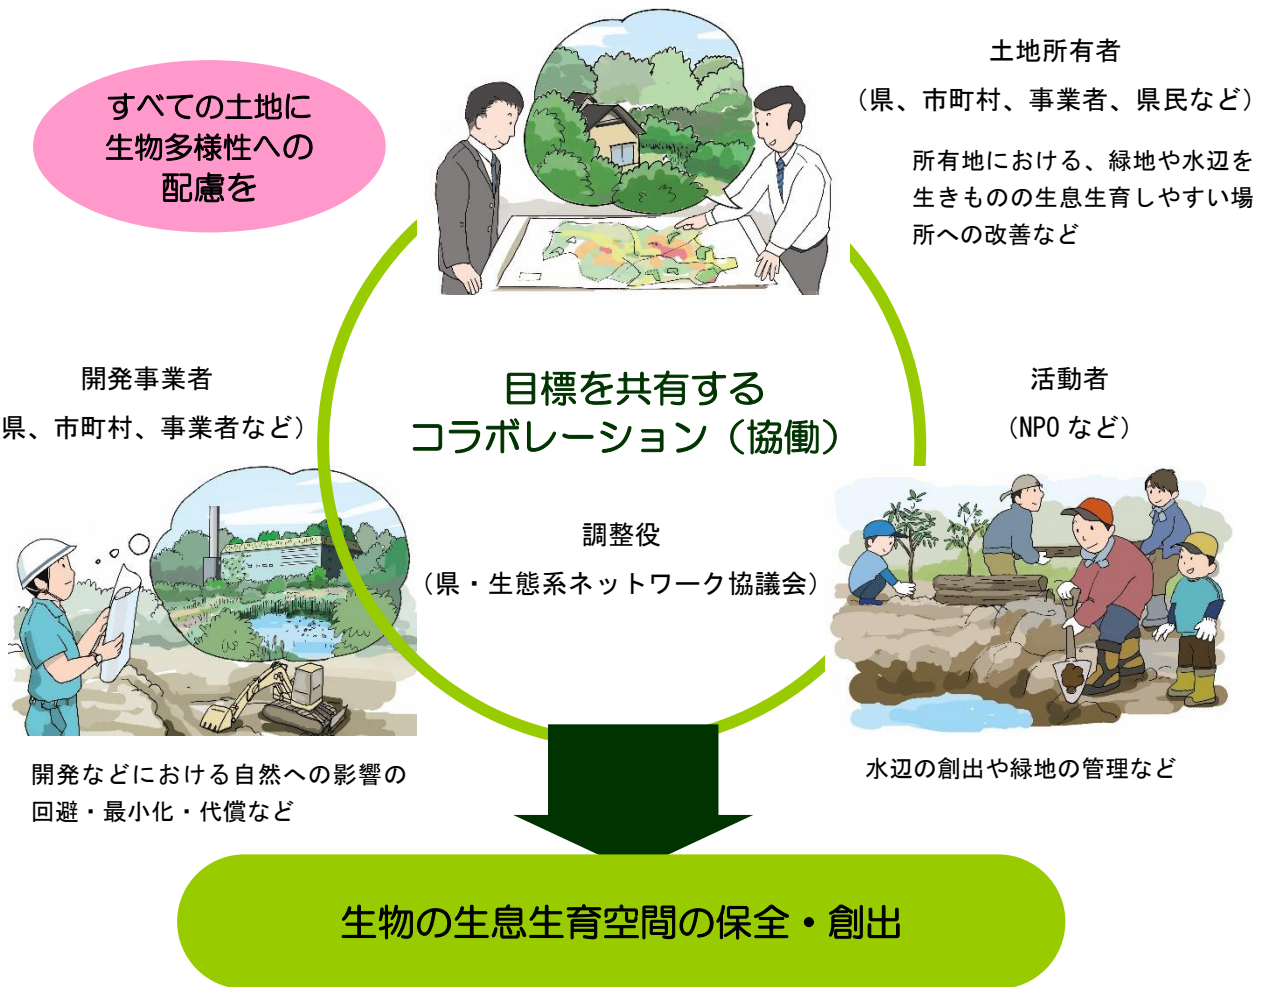 すべての土地に
生物多様性への
配慮を
土地所有者
（県、市町村、事業者、県民など）
所有地における、緑地や水辺を
生きものの生息生育しやすい場
所への改善など
開発事業者
県、市町村、事業者など）
目標を共有する
コラボレーション（協働）
活動者
（NPO など）
調整役
（県・生態系ネットワーク協議会）
開発などにおける自然への影響の
回避・最小化・代償など
水辺の創出や緑地の管理など
生物の生息生育空間の保全・創出